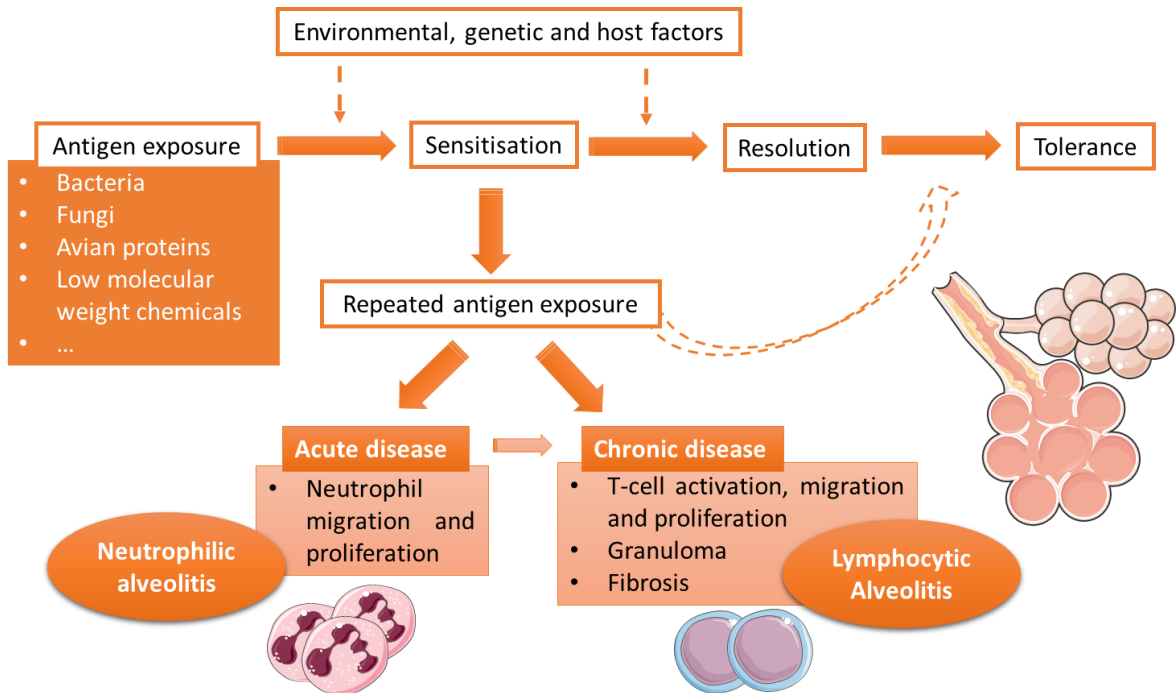 Environmental, genetic and host factors
Antigen exposure
Sensitisation
Resolution
Tolerance
• Bacteria
• Fungi
• Avian proteins
• Low molecular
weight chemicals
• ...
Repeated antigen exposure
Acute disease
• Neutrophil
migration and
proliferation
Neutrophilic
alveolitis
Chronic disease
• T-cell activation, migration
and proliferation
• Granuloma
• Fibrosis
Lymphocytic
Alveolitis